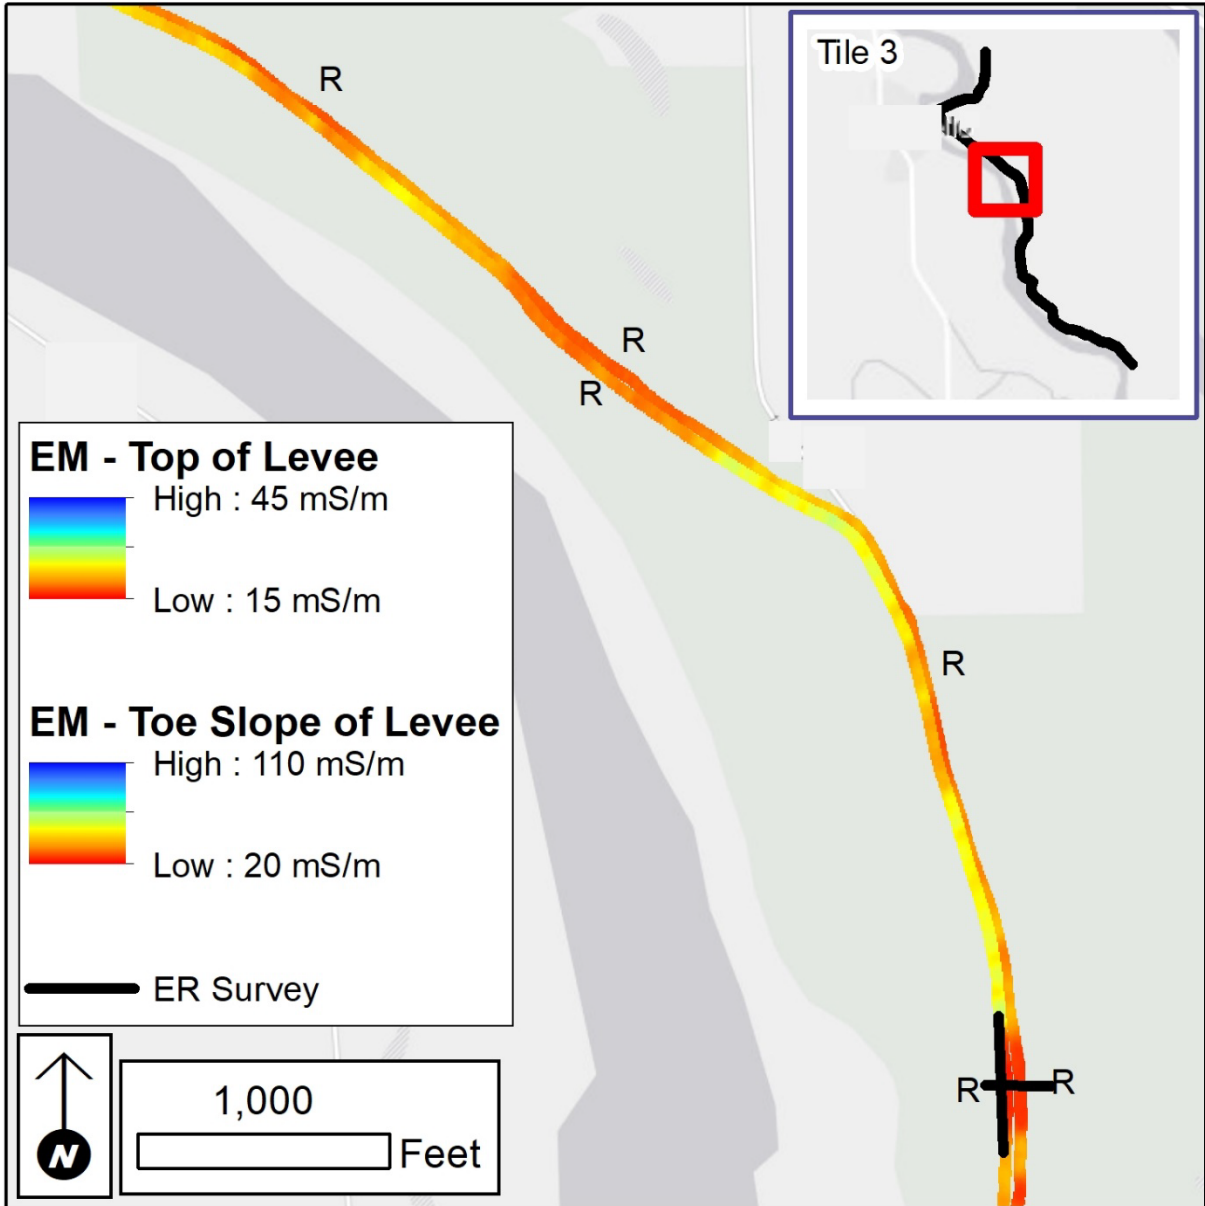 R
Tile 3
R
R
EM - Top of Levee
High : 45 mS/m
Low : 15 mS/m
R
EM - Toe Slope of Levee
High : 110 mS/m
Low : 20 mS/m
ER Survey
R
R
1,000
Feet
N